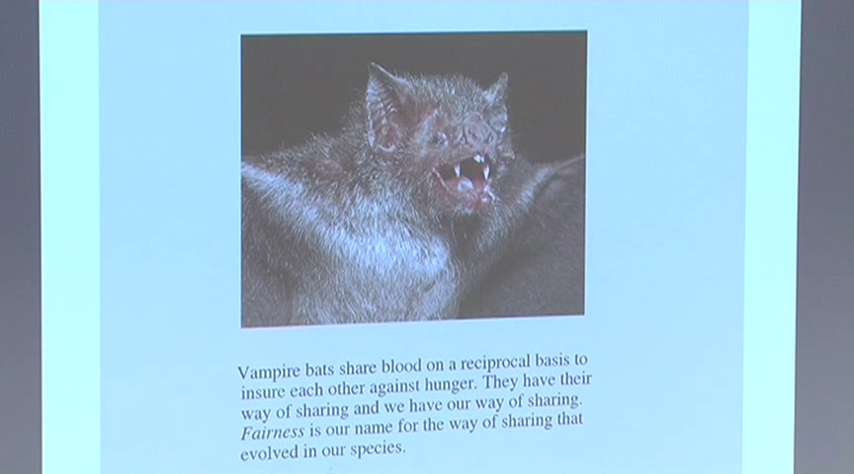 Vampire bats share blood on a reciprocal basis to
insure each other against hunger. They have their
way of sharing and we have our way of sharing.
Fairness is our name for the way of sharing that
evolved in our species.